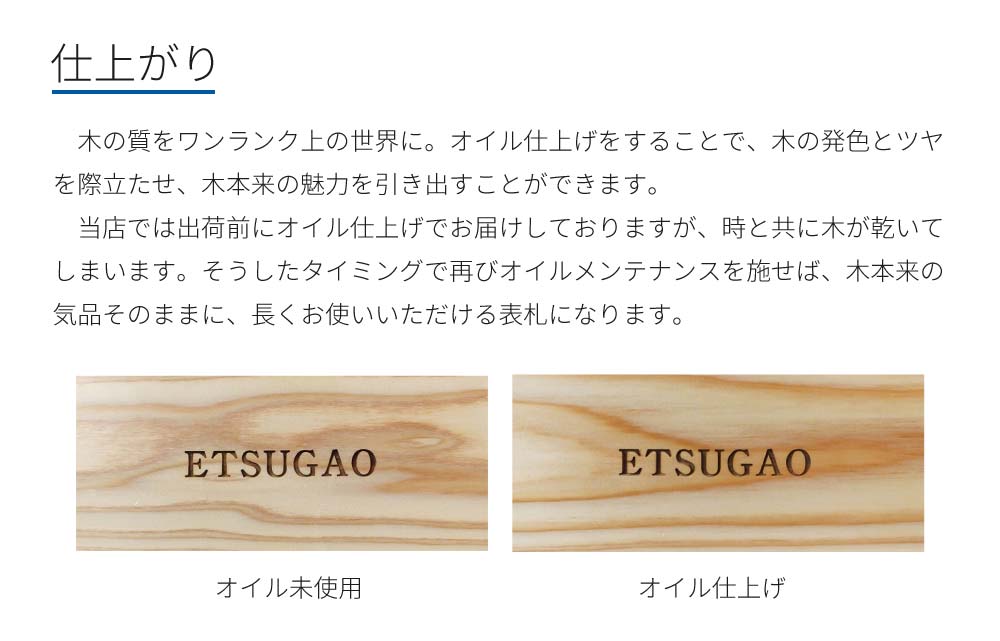 仕上がり
　木の質をワンランク上の世界に。オイル仕上げをすることで、木の発色とツヤ
を際立たせ、木本来の魅力を引き出すことができます。
　当店では出荷前にオイル仕上げでお届けしておりますが、時と共に木が乾いて
しまいます。そうしたタイミングで再びオイルメンテナンスを施せば、木本来の
気品そのままに、長くお使いいただける表札になります。
ETSUGAO
ETSUGAO
オイル未使用
オイル仕上げ